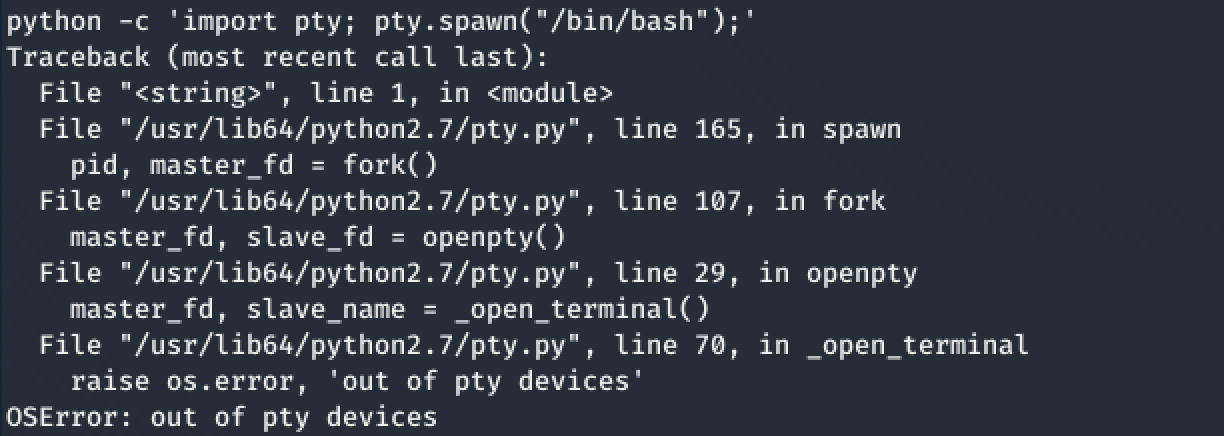 python -c 'import pty; pty.spawn("/bin/bash");'
Traceback (most recent call last):
  File "<string>", line 1, in <module>
  File "/usr/lib64/python2.7/pty.py", line 165, in spawn
    pid, master_fd = fork()
  File "/usr/lib64/python2.7/pty.py", line 107, in fork
    master_fd, slave_fd = openpty()
  File "/usr/lib64/python2.7/pty.py", line 29, in openpty
    master_fd, slave_name = _open_terminal()
  File "/usr/lib64/python2.7/pty.py", line 70, in _open_terminal
    raise os.error, 'out of pty devices'
OSError: out of pty devices